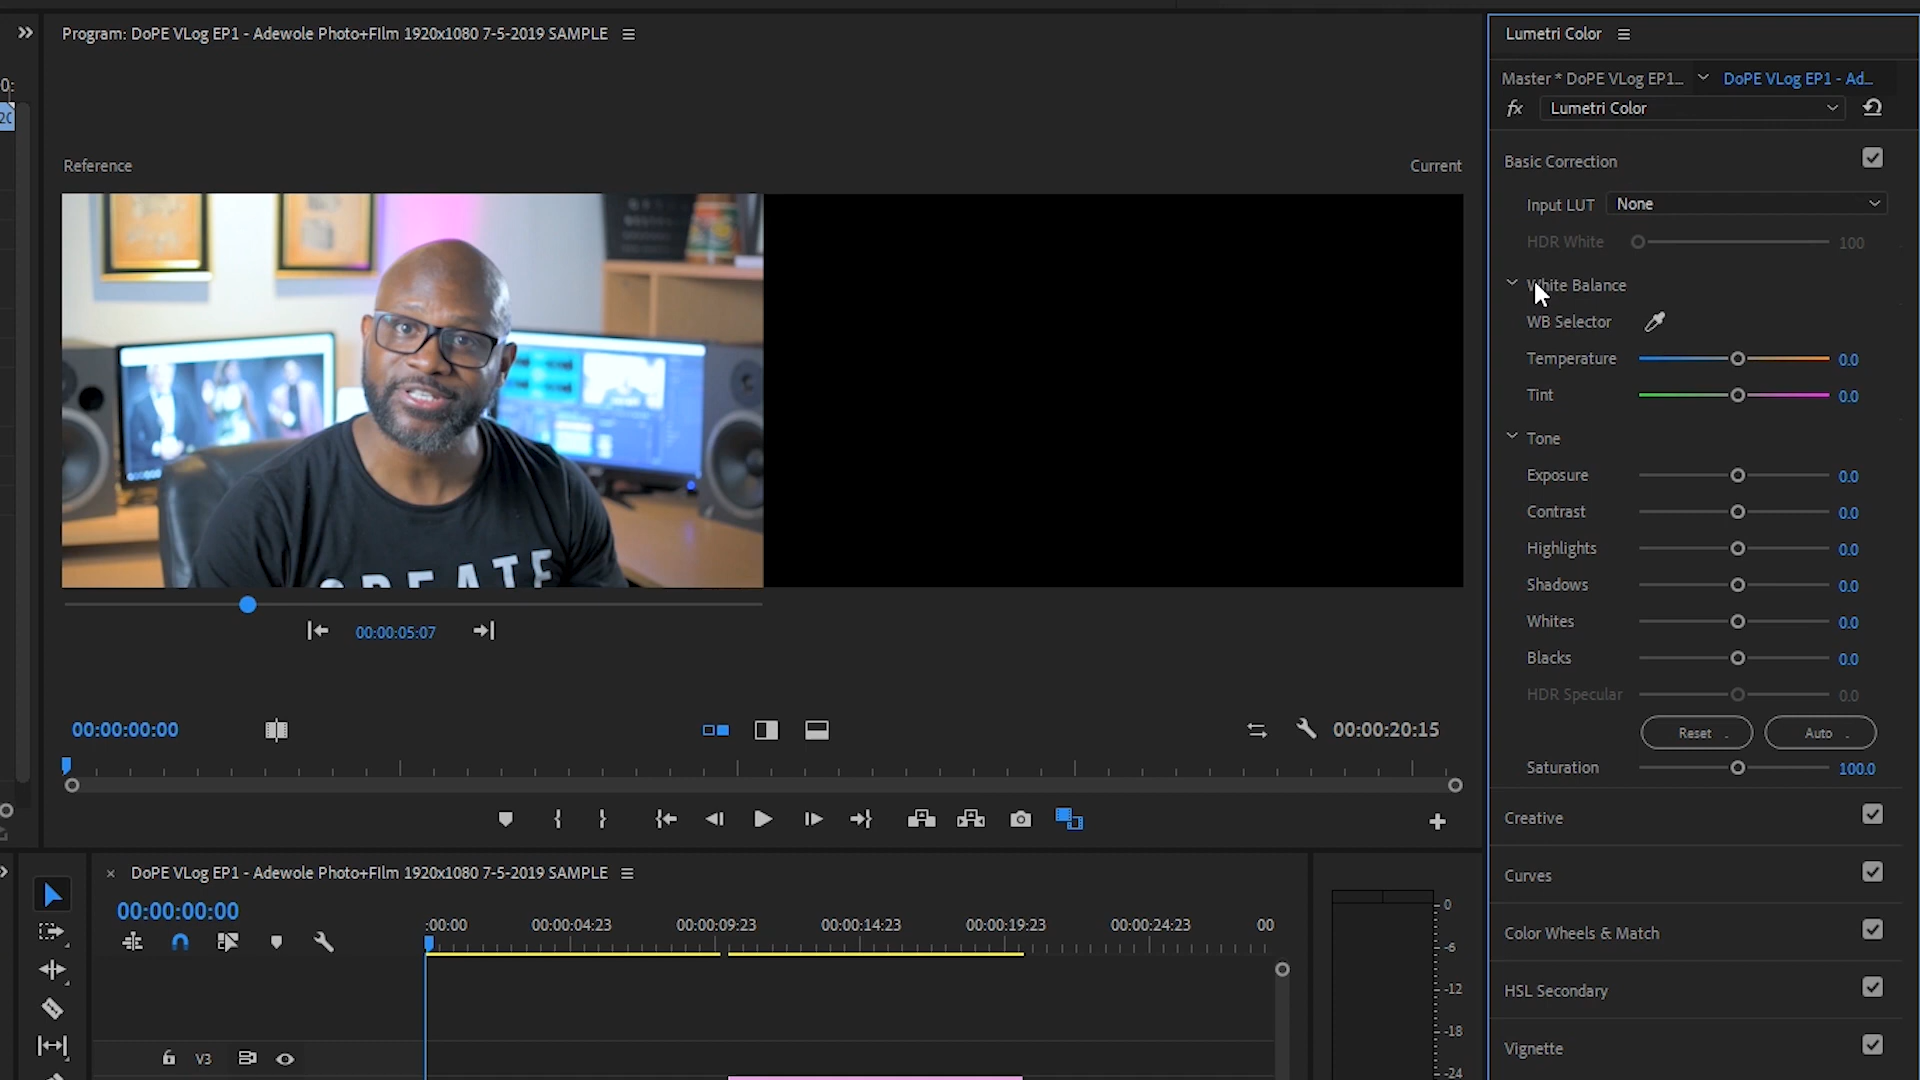 Program: DoPE VLog EP1 - Adewole Photo+FIlm 1920x1080 7-5-2019 SAMPLE
Reference
Current
CREATE
00:00:05:07
00:00:00:00
00:00:20:15
DoPE VLog EP1 - Adewole Photo+FIlm 1920x1080 7-5-2019 SAMPLE
00:00:00:00
:00:00 00:00:04:23 00:00:09:23 00:00:14:23 00:00:19:23 00:00:24:23 00
V3
0
-6
-12
-18
-24
Lumetri Color
Master * DoPE VLog EP1... DoPE VLog EP1 - Ad...
fx Lumetri Color
Basic Correction
Input LUT None
HDR White 100
White Balance
WB Selector
Temperature 0.0
Tint 0.0
Tone
Exposure 0.0
Contrast 0.0
Highlights 0.0
Shadows 0.0
Whites 0.0
Blacks 0.0
HDR Specular 0.0
Reset Auto
Saturation 100.0
Creative
Curves
Color Wheels & Match
HSL Secondary
Vignette